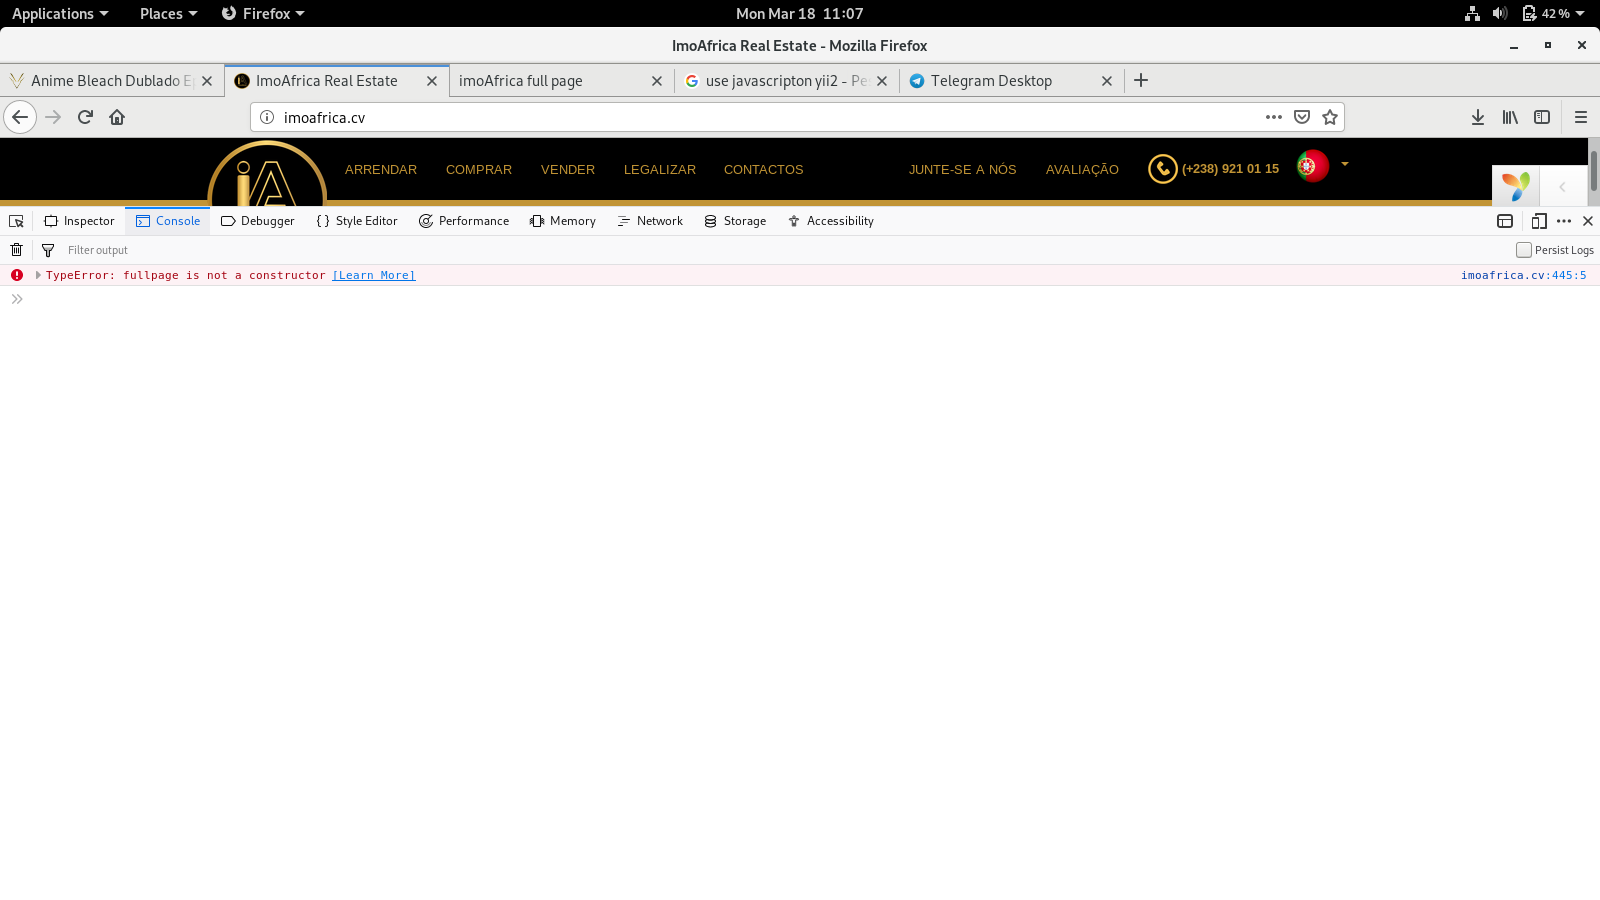 Applications Places Firefox Mon Mar 18 11:07 42 %
ImoAfrica Real Estate - Mozilla Firefox
Anime Bleach Dublado Ep ImoAfrica Real Estate imoAfrica full page use javascripton yii2 - Pe Telegram Desktop
imoafrica.cv
iA ARRENDAR COMPRAR VENDER LEGALIZAR CONTACTOS JUNTE-SE A NÓS AVALIAÇÃO (+238) 921 01 15
Inspector Console Debugger Style Editor Performance Memory Network Storage Accessibility
Filter output Persist Logs
TypeError: fullpage is not a constructor [Learn More] imoafrica.cv:445:5